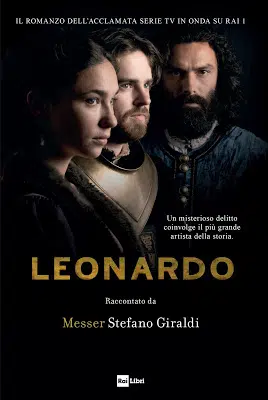 IL ROMANZO DELL'ACCLAMATA SERIE TV IN ONDA SU RAI 1
Un misterioso delitto
coinvolge il più grande
artista della storia.
LEONARDO
Raccontato da
Messer Stefano Giraldi
Rai Libri